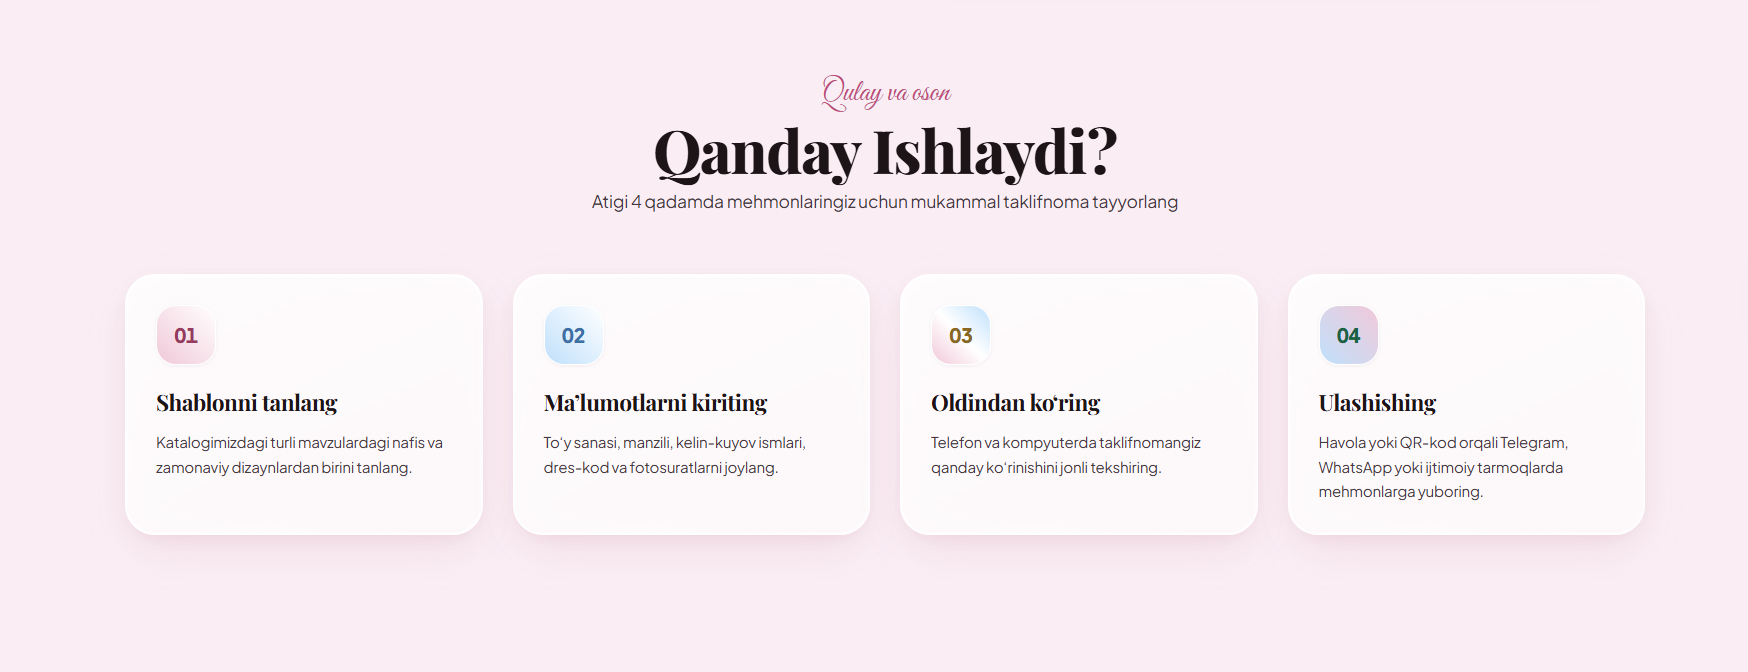 Qulay va oson
Qanday Ishlaydi?
Atigi 4 qadamda mehmonlaringiz uchun mukammal taklifnoma tayyorlang
01
Shablonni tanlang
Katalogimizdagi turli mavzulardagi nafis va
zamonaviy dizaynlardan birini tanlang.
02
Ma’lumotlarni kiriting
To‘y sanasi, manzili, kelin-kuyov ismlari,
dres-kod va fotosuratlarni joylang.
03
Oldindan ko‘ring
Telefon va kompyuterda taklifnomangiz
qanday ko‘rinishini jonli tekshiring.
04
Ulashishing
Havola yoki QR-kod orqali Telegram,
WhatsApp yoki ijtimoiy tarmoqlarda
mehmonlarga yuboring.